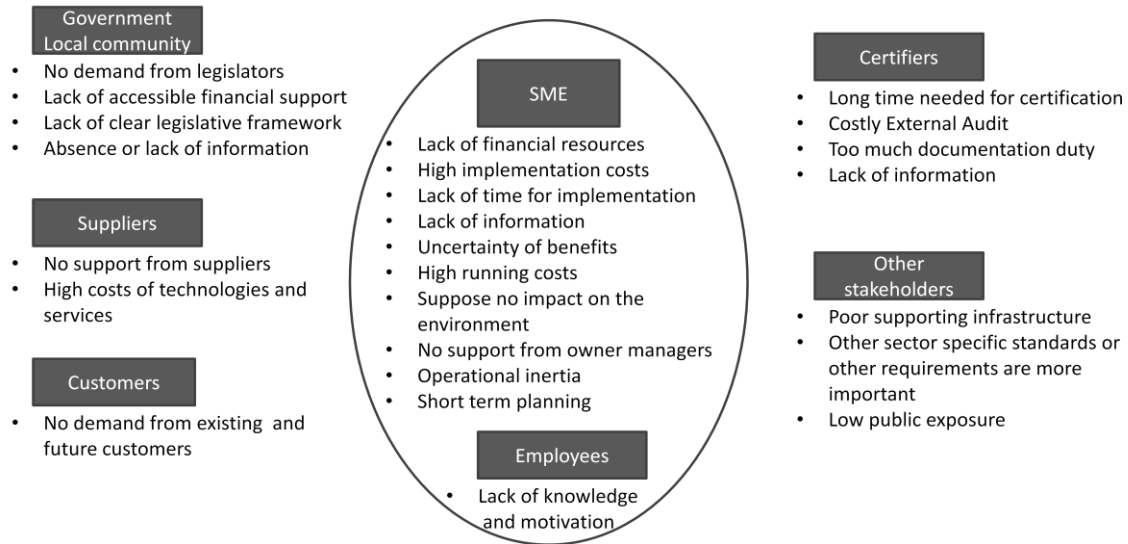 Government
Local community
• No demand from legislators
• Lack of accessible financial support
• Lack of clear legislative framework
• Absence or lack of information
Suppliers
• No support from suppliers
• High costs of technologies and
services
Customers
• No demand from existing and
future customers
SME
• Lack of financial resources
• High implementation costs
• Lack of time for implementation
• Lack of information
• Uncertainty of benefits
• High running costs
• Suppose no impact on the
environment
• No support from owner managers
• Operational inertia
• Short term planning
Employees
• Lack of knowledge
and motivation
Certifiers
• Long time needed for certification
• Costly External Audit
• Too much documentation duty
• Lack of information
Other
stakeholders
• Poor supporting infrastructure
• Other sector specific standards or
other requirements are more
important
• Low public exposure